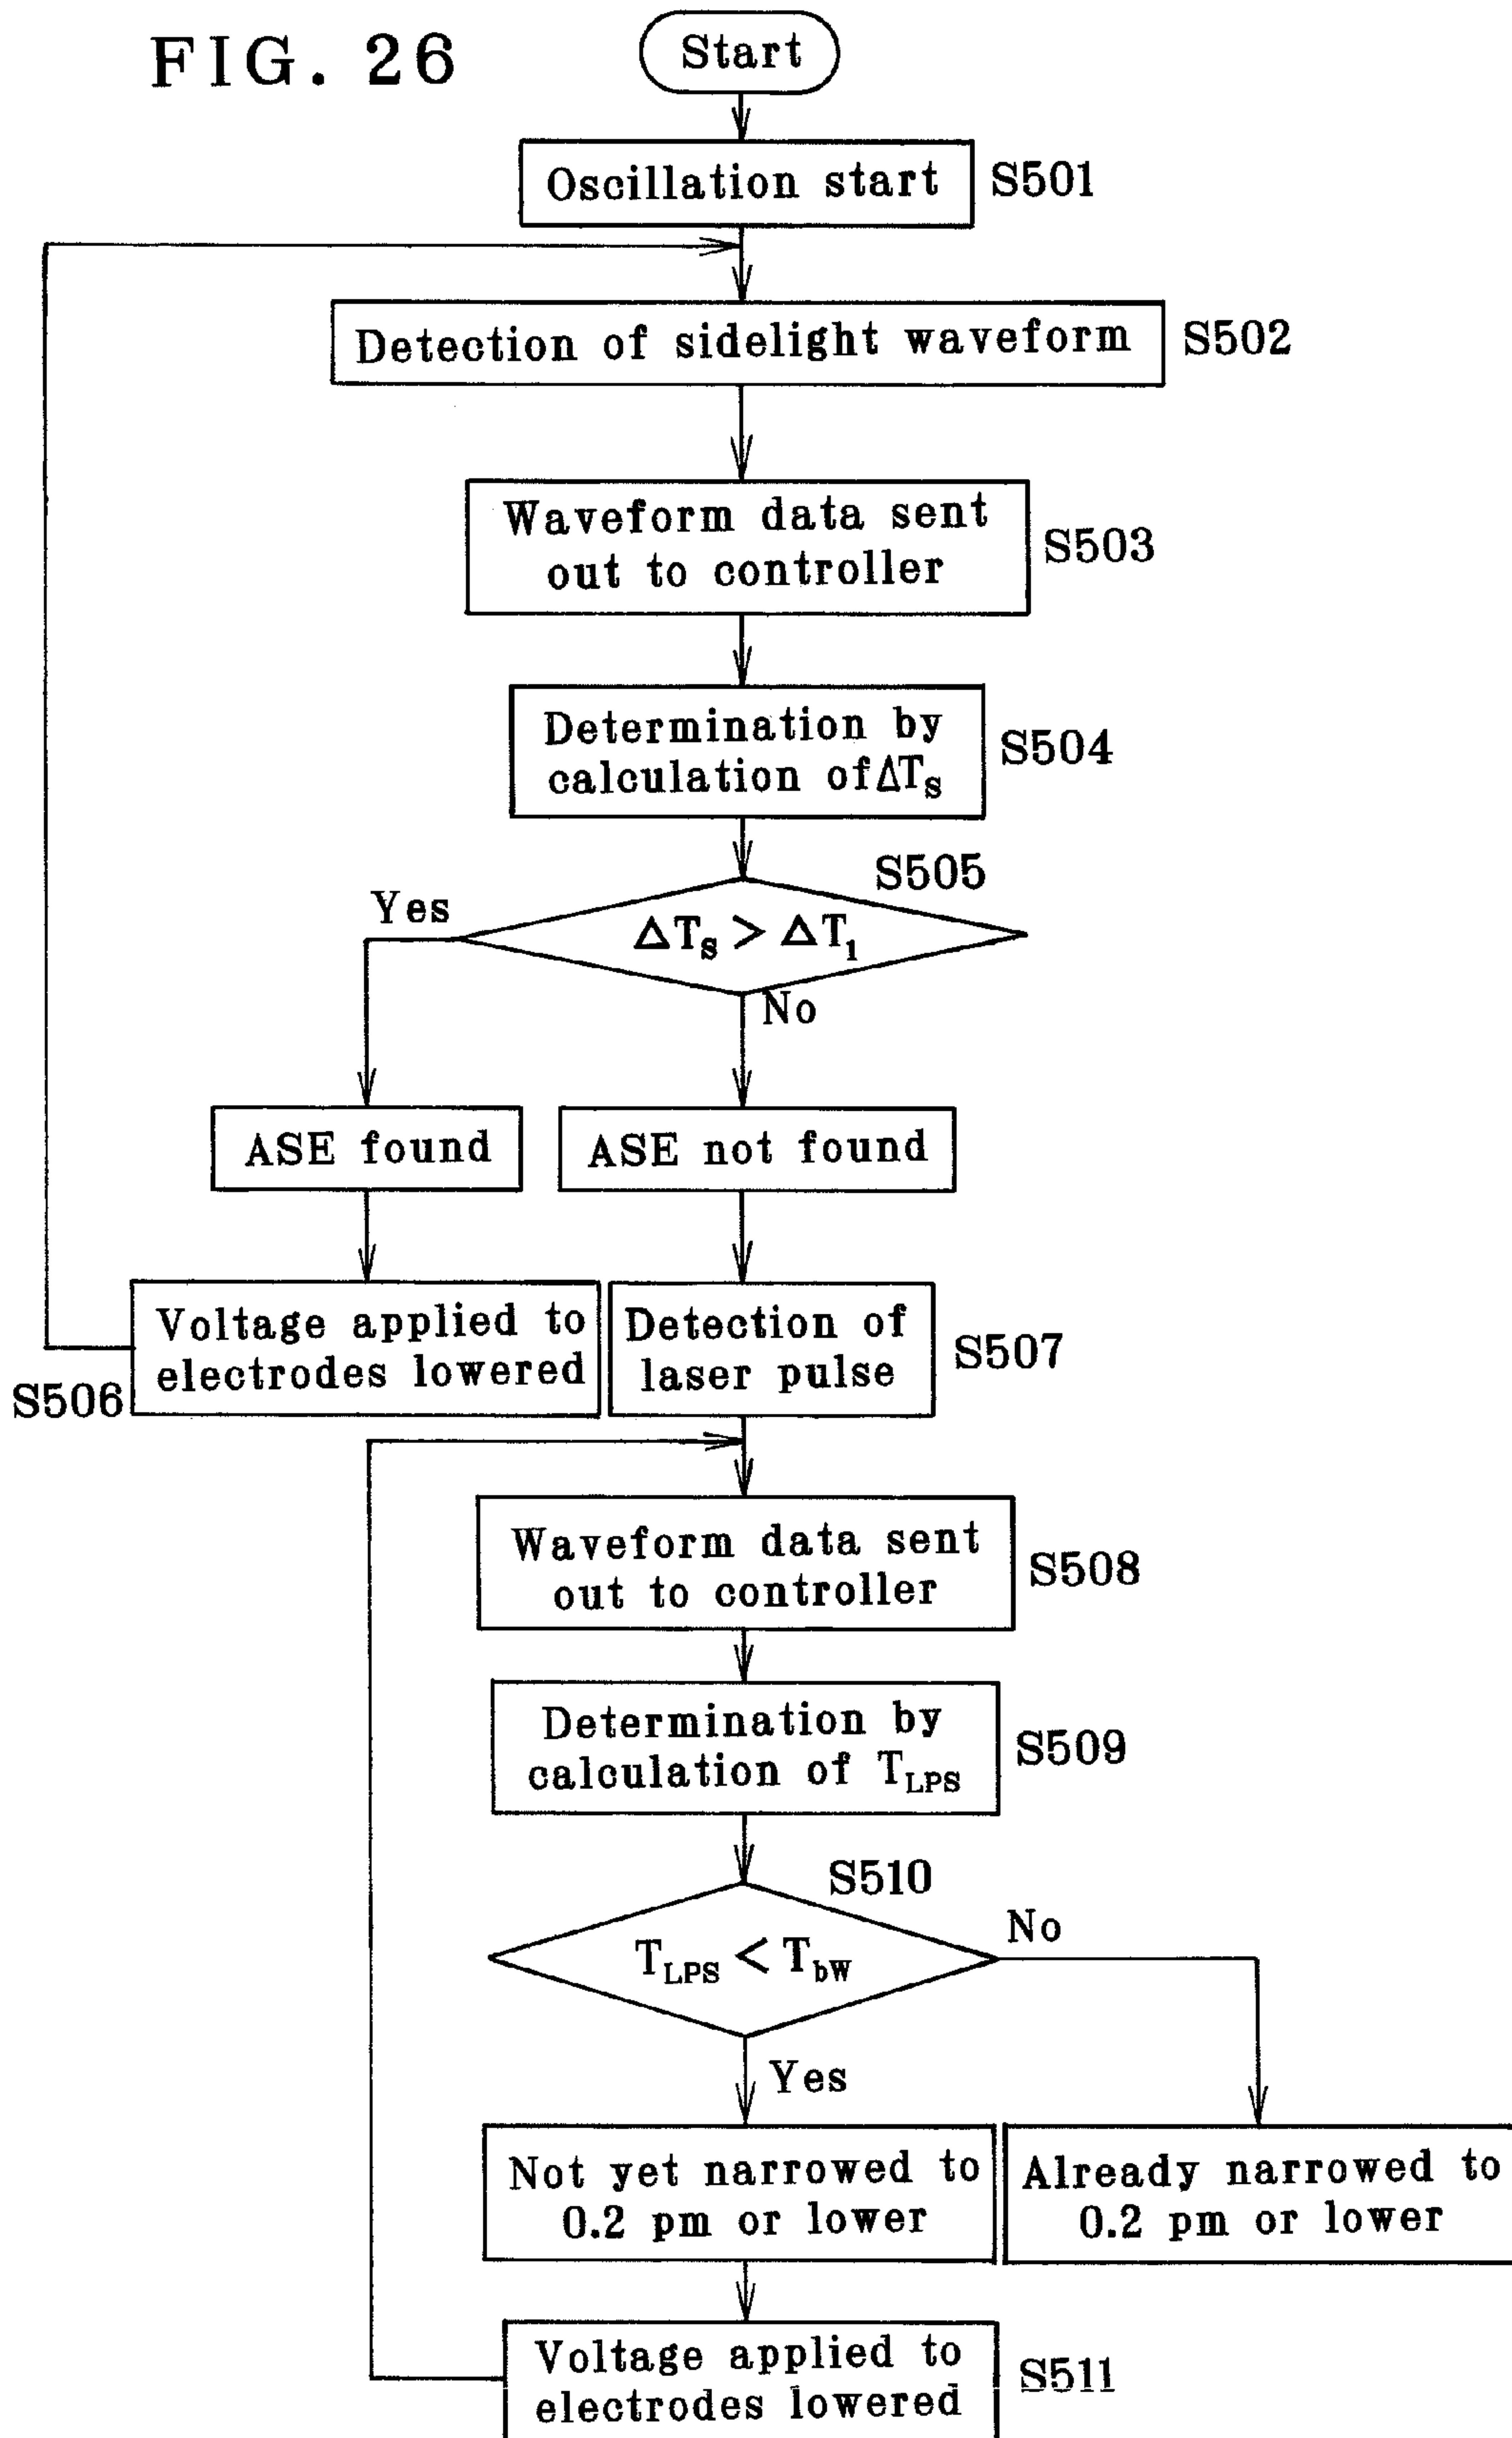 FIG. 26
Start
Oscillation start
S501
Detection of sidelight waveform
S502
Waveform data sent
out to controller
S503
Determination by
calculation of ΔTs
S504
S505
Yes
ΔTs > ΔT1
No
ASE found
ASE not found
Voltage applied to
electrodes lowered
S506
Detection of
laser pulse
S507
Waveform data sent
out to controller
S508
Determination by
calculation of TLPS
S509
S510
TLPS < TbW
No
Yes
Not yet narrowed to
0.2 pm or lower
Already narrowed to
0.2 pm or lower
Voltage applied to
electrodes lowered
S511